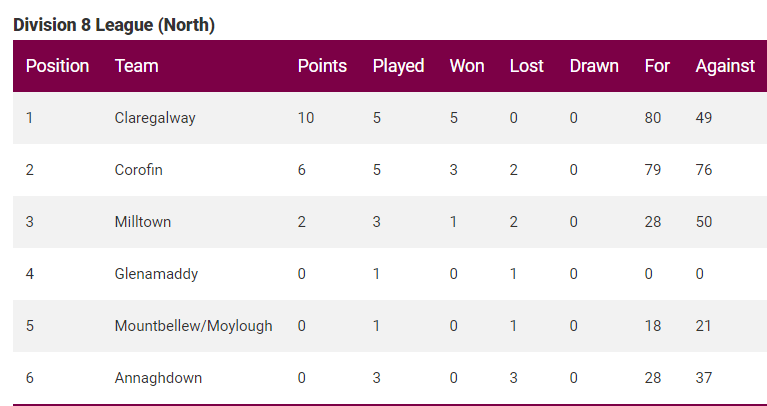 Division 8 League (North)
Position Team Points Played Won Lost Drawn For Against
1 Claregalway 10 5 5 0 0 80 49
2 Corofin 6 5 3 2 0 79 76
3 Milltown 2 3 1 2 0 28 50
4 Glenamaddy 0 1 0 1 0 0 0
5 Mountbellew/Moylough 0 1 0 1 0 18 21
6 Annaghdown 0 3 0 3 0 28 37